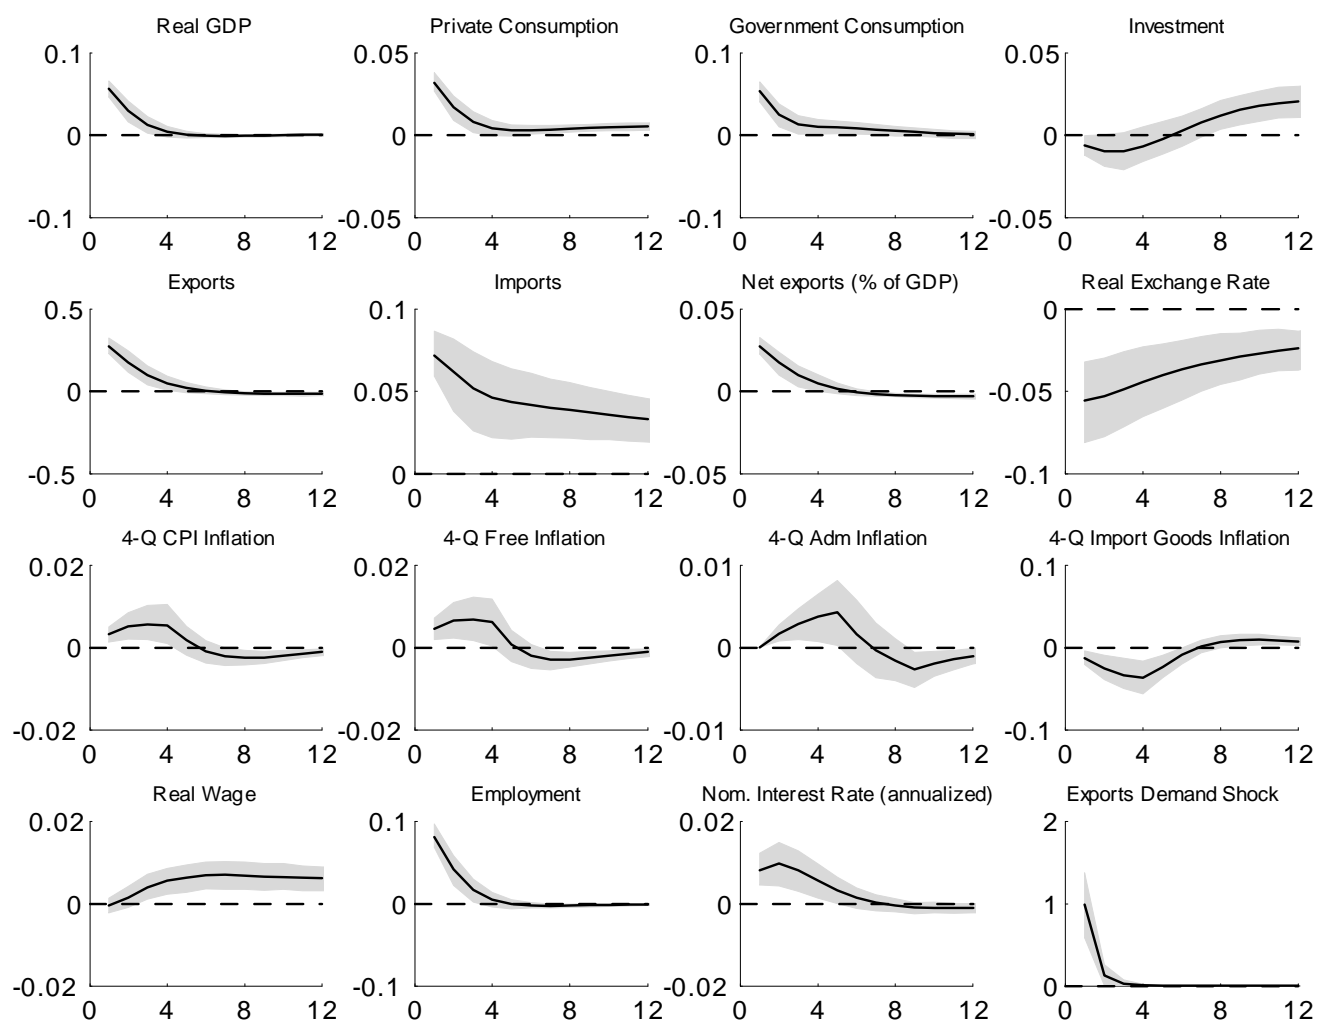 Real GDP Private Consumption Government Consumption Investment
0.1 0.05 0.1 0.05
0 0 0 0
-0.1 -0.05 -0.1 -0.05
0 4 8 12 0 4 8 12 0 4 8 12 0 4 8 12
Exports Imports Net exports (% of GDP) Real Exchange Rate
0.5 0.1 0.05 0
0 0.05 0 -0.05
-0.5 0 -0.05 -0.1
0 4 8 12 0 4 8 12 0 4 8 12 0 4 8 12
4-Q CPI Inflation 4-Q Free Inflation 4-Q Adm Inflation 4-Q Import Goods Inflation
0.02 0.02 0.01 0.1
0 0 0 0
-0.02 -0.02 -0.01 -0.1
0 4 8 12 0 4 8 12 0 4 8 12 0 4 8 12
Real Wage Employment Nom. Interest Rate (annualized) Exports Demand Shock
0.02 0.1 0.02 2
0 0 0 1
-0.02 -0.1 -0.02 0
0 4 8 12 0 4 8 12 0 4 8 12 0 4 8 12